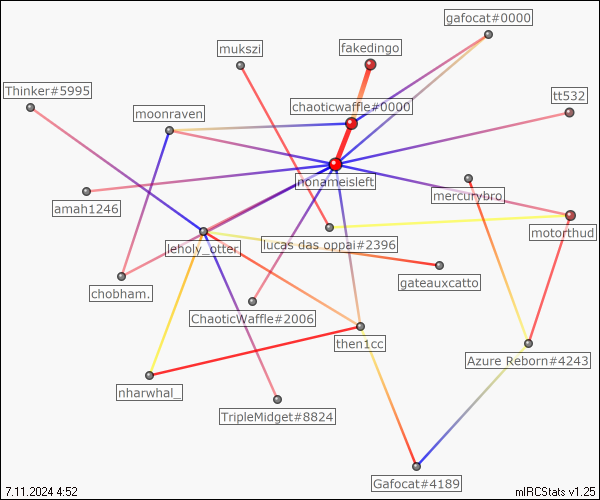 gafocat#0000
mukszi
fakedingo
Thinker#5995
tt532
chaoticwaffle#0000
moonraven
nonameisleft
mercurybro
amah1246
motorthud
leholy_otter
lucas das oppai#2396
gateauxcatto
chobham.
ChaoticWaffle#2006
then1cc
Azure Reborn#4243
nharwhal_
TripleMidget#8824
Gafocat#4189
7.11.2024 4:52
mIRCStats v1.25